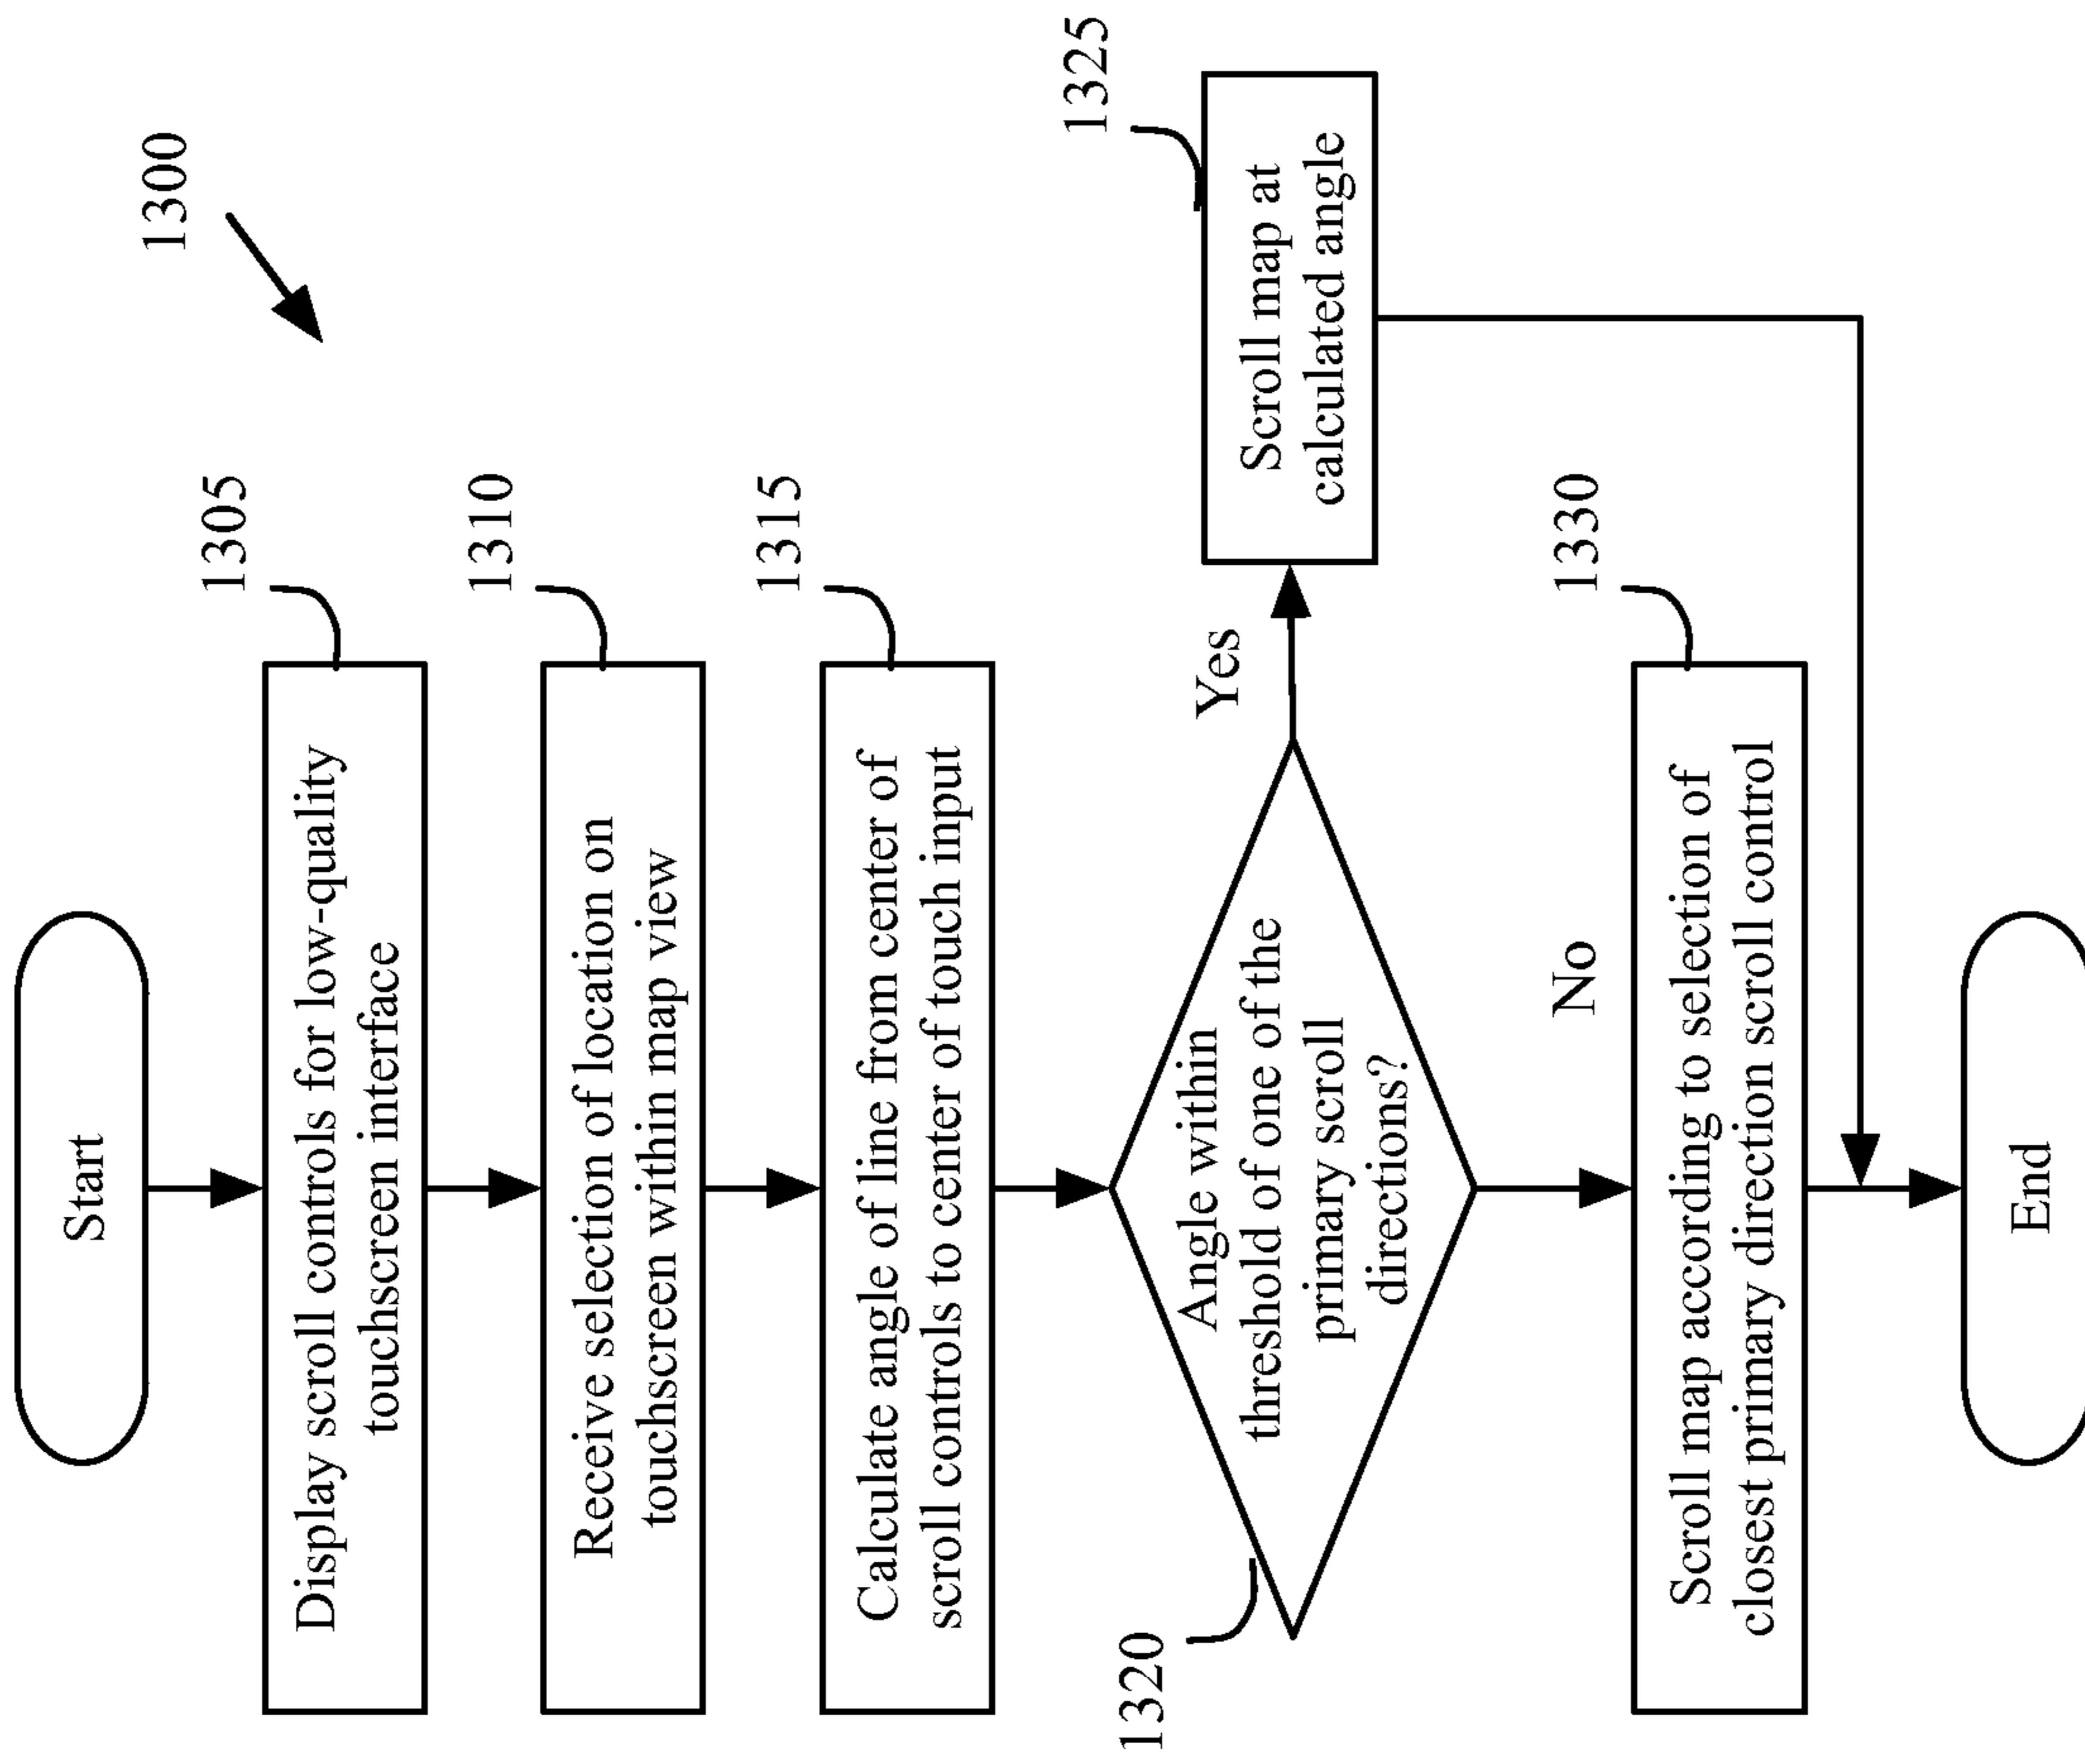 1300
Start
1305
Display scroll controls for low-quality
touchscreen interface
1310
Receive selection of location on
touchscreen within map view
1315
Calculate angle of line from center of
scroll controls to center of touch input
1320
Angle within
threshold of one of the
primary scroll
directions?
Yes
1325
Scroll map at
calculated angle
No
1330
Scroll map according to selection of
closest primary direction scroll control
End